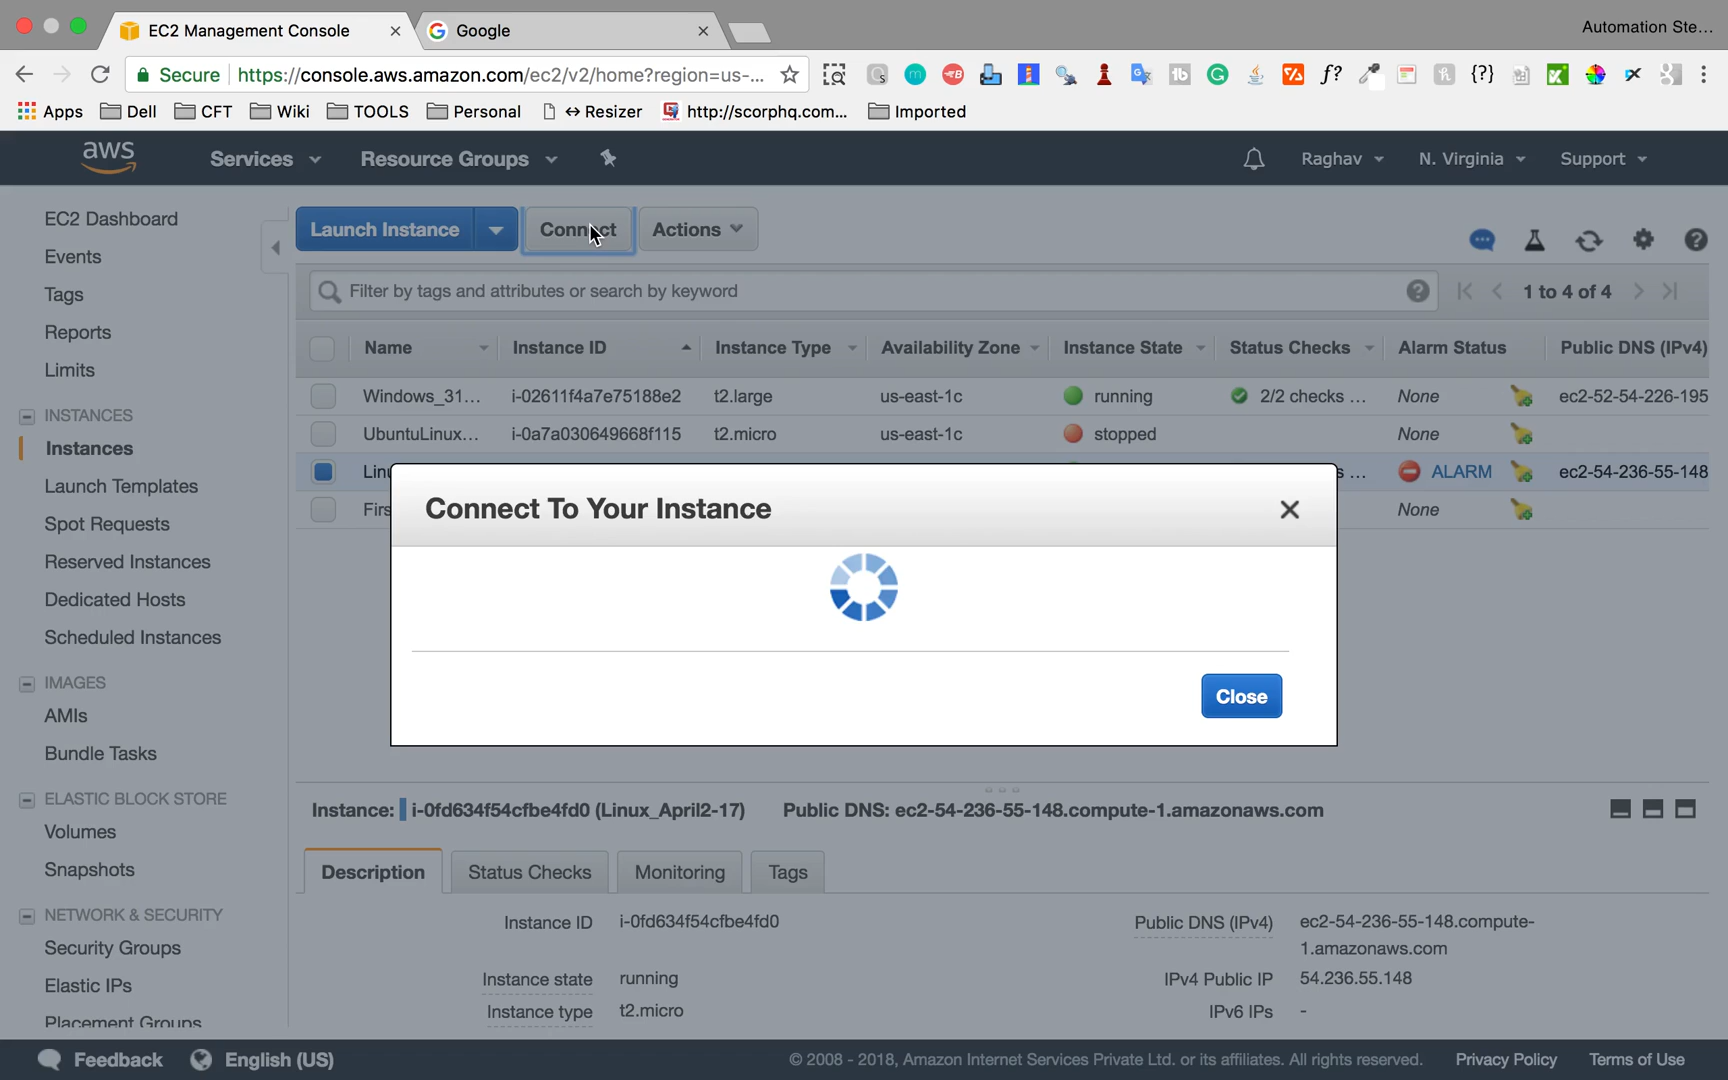 EC2 Management Console
Google
Automation Ste...
Secure https://console.aws.amazon.com/ec2/v2/home?region=us-...
Apps Dell CFT Wiki TOOLS Personal ↔ Resizer http://scorphq.com... Imported
aws Services Resource Groups Raghav N. Virginia Support
EC2 Dashboard
Events
Tags
Reports
Limits
INSTANCES
Instances
Launch Templates
Spot Requests
Reserved Instances
Dedicated Hosts
Scheduled Instances
IMAGES
AMIs
Bundle Tasks
ELASTIC BLOCK STORE
Volumes
Snapshots
NETWORK & SECURITY
Security Groups
Elastic IPs
Placement Groups
Launch Instance Connect Actions
Filter by tags and attributes or search by keyword 1 to 4 of 4
Name Instance ID Instance Type Availability Zone Instance State Status Checks Alarm Status Public DNS (IPv4)
Windows_31... i-02611f4a7e75188e2 t2.large us-east-1c running 2/2 checks ... None ec2-52-54-226-195
UbuntuLinux... i-0a7a030649668f115 t2.micro us-east-1c stopped None
ALARM ec2-54-236-55-148
None
Connect To Your Instance
Close
Instance: i-0fd634f54cfbe4fd0 (Linux_April2-17) Public DNS: ec2-54-236-55-148.compute-1.amazonaws.com
Description Status Checks Monitoring Tags
Instance ID i-0fd634f54cfbe4fd0
Instance state running
Instance type t2.micro
Public DNS (IPv4) ec2-54-236-55-148.compute-
1.amazonaws.com
IPv4 Public IP 54.236.55.148
IPv6 IPs -
Feedback English (US) © 2008 - 2018, Amazon Internet Services Private Ltd. or its affiliates. All rights reserved. Privacy Policy Terms of Use